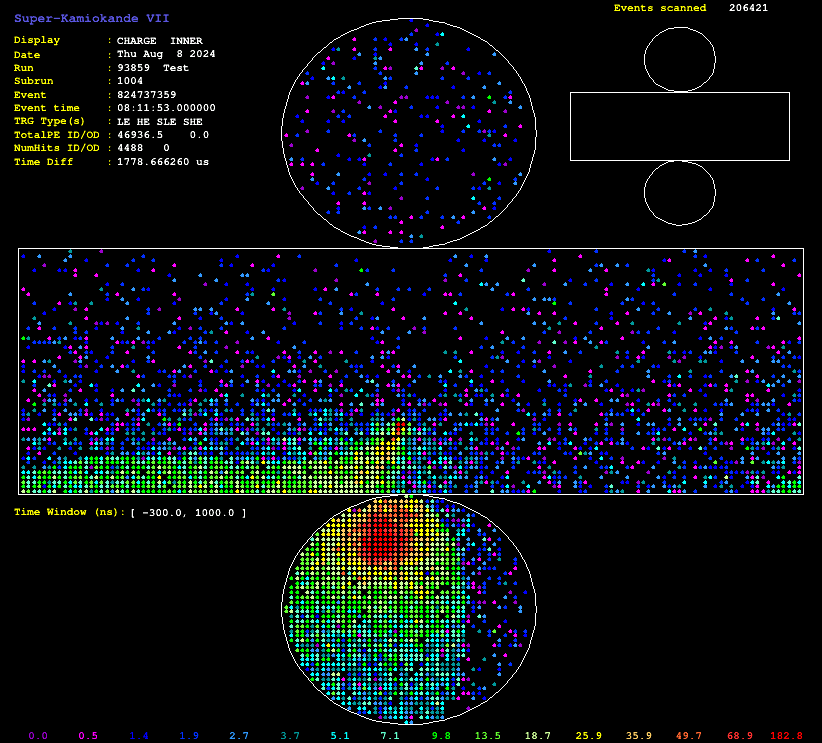 Super-Kamiokande VII
Events scanned 206421
Display : CHARGE INNER
Date : Thu Aug 8 2024
Run : 93859 Test
Subrun : 1004
Event : 824737359
Event time : 08:11:53.000000
TRG Type(s) : LE HE SLE SHE
TotalPE ID/OD : 46936.5 0.0
NumHits ID/OD : 4488 0
Time Diff : 1778.666260 us
Time Window (ns): [ -300.0, 1000.0 ]
0.0 0.5 1.4 1.9 2.7 3.7 5.1 7.1 9.8 13.5 18.7 25.9 35.9 49.7 68.9 182.8